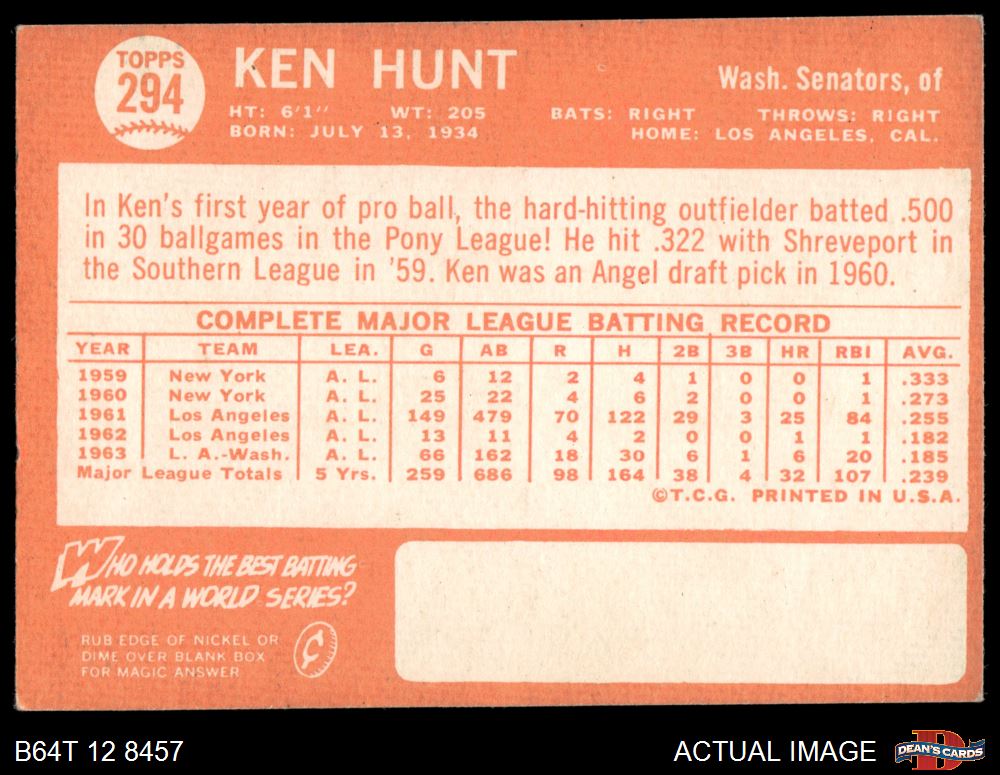 TOPPS
294
KEN HUNT
Wash. Senators, of
HT: 6'1'' WT: 205 BATS: RIGHT THROWS: RIGHT
BORN: JULY 13, 1934 HOME: LOS ANGELES, CAL.
In Ken's first year of pro ball, the hard-hitting outfielder batted .500
in 30 ballgames in the Pony League! He hit .322 with Shreveport in
the Southern League in '59. Ken was an Angel draft pick in 1960.
COMPLETE MAJOR LEAGUE BATTING RECORD
YEAR TEAM LEA. G AB R H 2B 3B HR RBI AVG.
1959 New York A. L. 6 12 2 4 1 0 0 1 .333
1960 New York A. L. 25 22 4 6 2 0 0 1 .273
1961 Los Angeles A. L. 149 479 70 122 29 3 25 84 .255
1962 Los Angeles A. L. 13 11 4 2 0 0 1 1 .182
1963 L. A.-Wash. A. L. 66 162 18 30 6 1 6 20 .185
Major League Totals 5 Yrs. 259 686 98 164 38 4 32 107 .239
©T.C.G. PRINTED IN U.S.A.
WHO HOLDS THE BEST BATTING
MARK IN A WORLD SERIES?
RUB EDGE OF NICKEL OR
DIME OVER BLANK BOX
FOR MAGIC ANSWER
¢
B64T 12 8457
ACTUAL IMAGE
D
DEAN'S CARDS